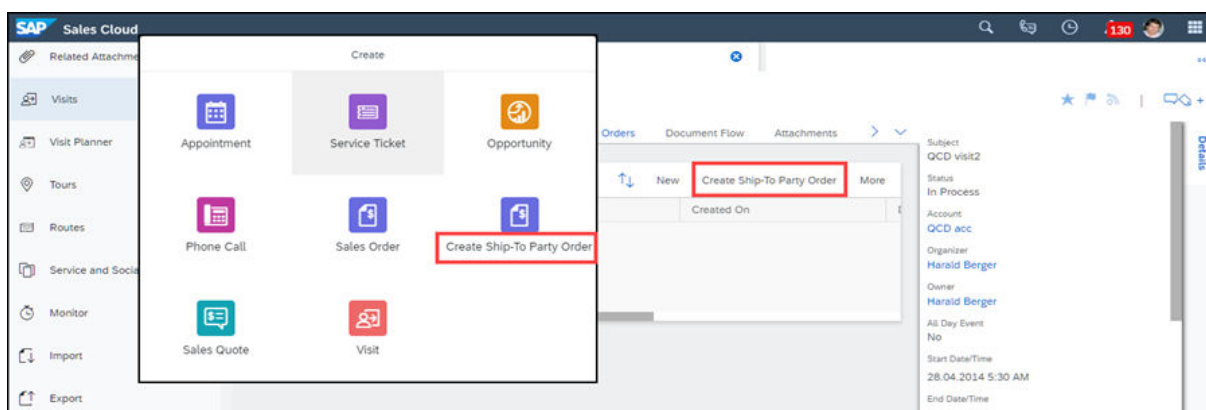 SAP Sales Cloud
130
Related Attachme
Visits
Visit Planner
Tours
Routes
Service and Socia
Monitor
Import
Export
Create
Appointment
Service Ticket
Opportunity
Phone Call
Sales Order
Create Ship-To Party Order
Sales Quote
Visit
Orders
Document Flow
Attachments
New
Create Ship-To Party Order
More
Created On
Subject
QCD visit2
Status
In Process
Account
QCD acc
Organizer
Harald Berger
Owner
Harald Berger
All Day Event
No
Start Date/Time
28.04.2014 5:30 AM
End Date/Time
Details